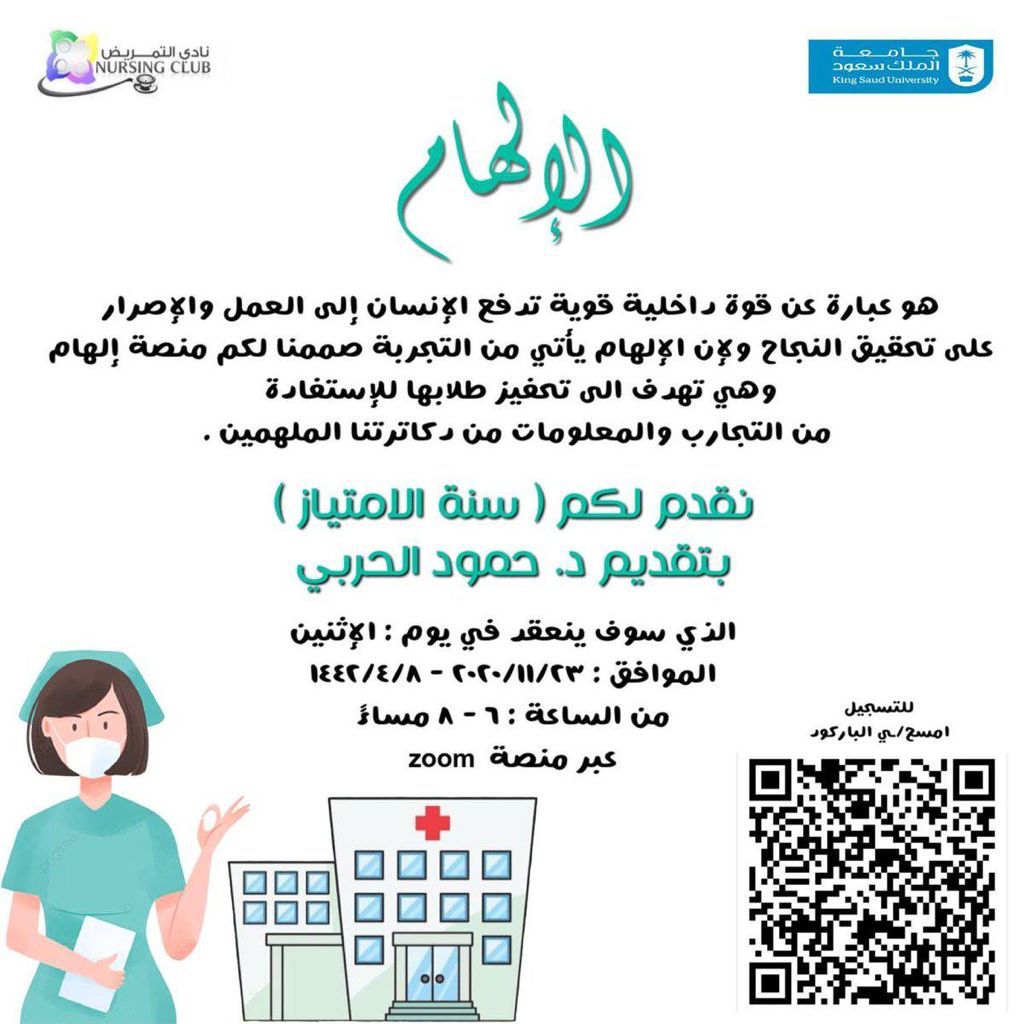 نادي التمريض
NURSING CLUB
جامعة
الملك سعود
King Saud University
الإلهام
هو عبارة عن قوة داخلية قوية تدفع الإنسان إلى العمل والإصرار
على تحقيق النجاح ولإن الإلهام يأتي من التجربة صممنا لكم منصة إلهام
وهي تهدف الى تحفيز طلابها للإستفادة
من التجارب والمعلومات من دكاترتنا الملهمين .
نقدم لكم ( سنة الامتياز )
بتقديم د. حمود الحربي
الذي سوف ينعقد في يوم : الإثنين
الموافق : ٢٠٢٠/١١/٢٣ - ١٤٤٢/٤/٨
من الساعة : ٦ - ٨ مساءً
عبر منصة zoom
للتسجيل
امسح/ـي الباركود